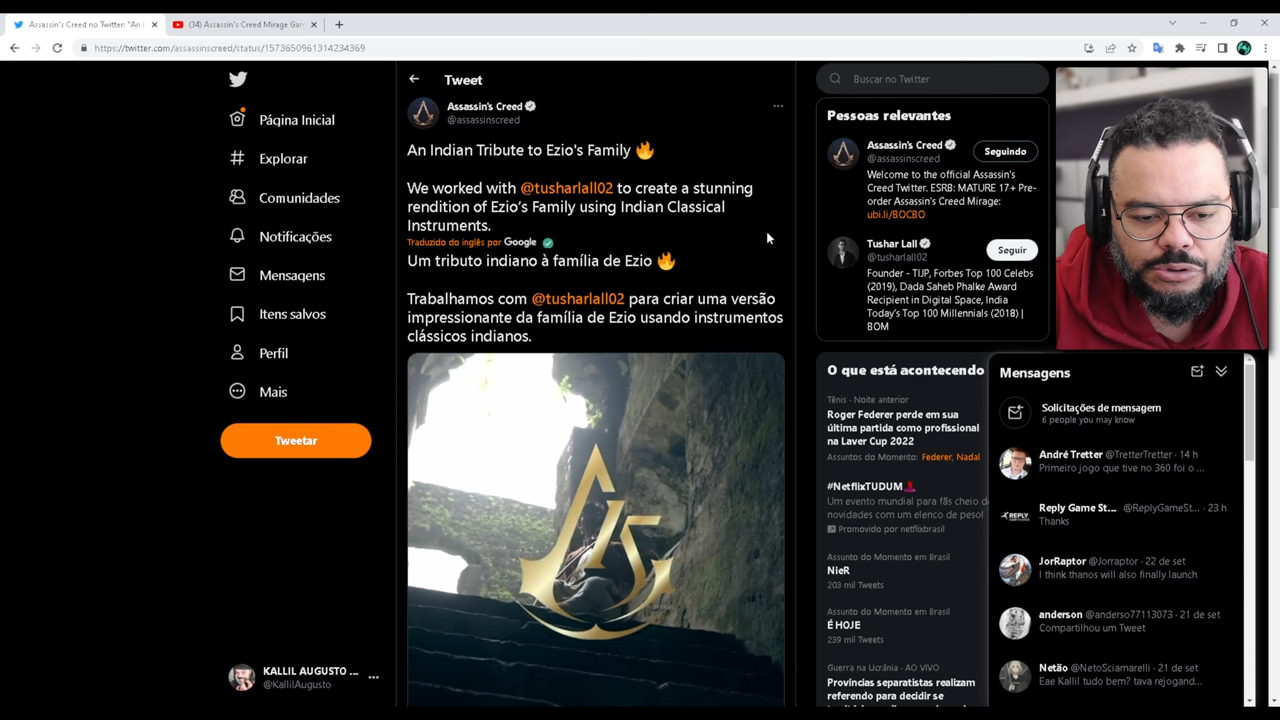 Assassin's Creed no Twitter: "An I
(34) Assassin's Creed Mirage Gam
https://twitter.com/assassinscreed/status/1573650961314234369
Página Inicial
Explorar
Comunidades
Notificações
Mensagens
Itens salvos
Perfil
Mais
Tweetar
KALLIL AUGUSTO ...
@KallilAugusto
Tweet
Assassin's Creed
@assassinscreed
An Indian Tribute to Ezio's Family 🔥
We worked with @tusharlall02 to create a stunning
rendition of Ezio's Family using Indian Classical
Instruments.
Traduzido do inglês por Google
Um tributo indiano à família de Ezio 🔥
Trabalhamos com @tusharlall02 para criar uma versão
impressionante da família de Ezio usando instrumentos
clássicos indianos.
Buscar no Twitter
Pessoas relevantes
Assassin's Creed
@assassinscreed
Seguindo
Welcome to the official Assassin's
Creed Twitter. ESRB: MATURE 17+ Pre-
order Assassin's Creed Mirage:
ubi.li/BOCBO
Tushar Lall
@tusharlall02
Seguir
Founder - TIJP, Forbes Top 100 Celebs
(2019), Dada Saheb Phalke Award
Recipient in Digital Space, India
Today's Top 100 Millennials (2018) |
BOM
O que está acontecendo
Tênis · Noite anterior
Roger Federer perde em sua
última partida como profissional
na Laver Cup 2022
Assuntos do Momento: Federer, Nadal
#NetflixTUDUM
Um evento mundial para fãs cheio de
novidades com um elenco de peso!
Promovido por netflixbrasil
Assunto do Momento em Brasil
NieR
203 mil Tweets
Assunto do Momento em Brasil
É HOJE
239 mil Tweets
Guerra na Ucrânia · AO VIVO
Províncias separatistas realizam
referendo para decidir se
Mensagens
Solicitações de mensagem
6 people you may know
André Tretter @TretterTretter · 14 h
Primeiro jogo que tive no 360 foi o ...
Reply Game St... @ReplyGameSt... · 23 h
Thanks
JorRaptor @Jorraptor · 22 de set
I think thanos will also finally launch
anderson @anderso77113073 · 21 de set
Compartilhou um Tweet
Netão @NetoSciamarelli · 21 de set
Eae Kallil tudo bem? tava rejogand...